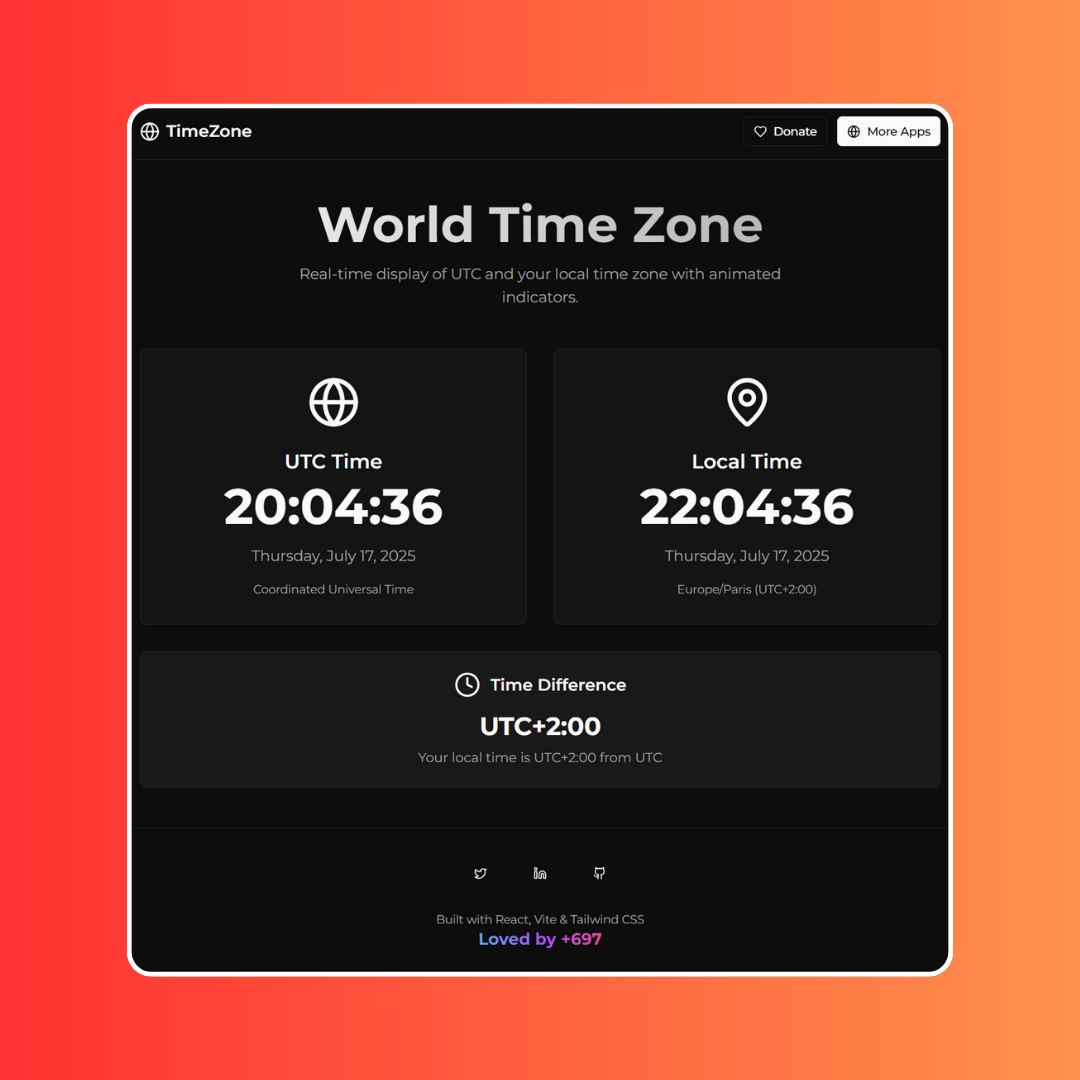 TimeZone
Donate
More Apps
World Time Zone
Real-time display of UTC and your local time zone with animated
indicators.
UTC Time
20:04:36
Thursday, July 17, 2025
Coordinated Universal Time
Local Time
22:04:36
Thursday, July 17, 2025
Europe/Paris (UTC+2:00)
Time Difference
UTC+2:00
Your local time is UTC+2:00 from UTC
Built with React, Vite & Tailwind CSS
Loved by +697